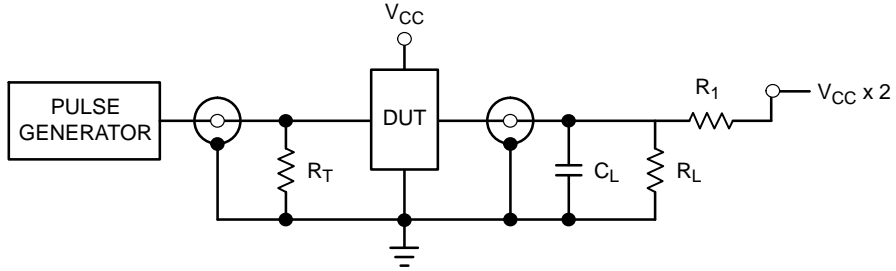 V_CC
PULSE
GENERATOR
R_T
DUT
C_L
R_L
R_1
V_CC x 2